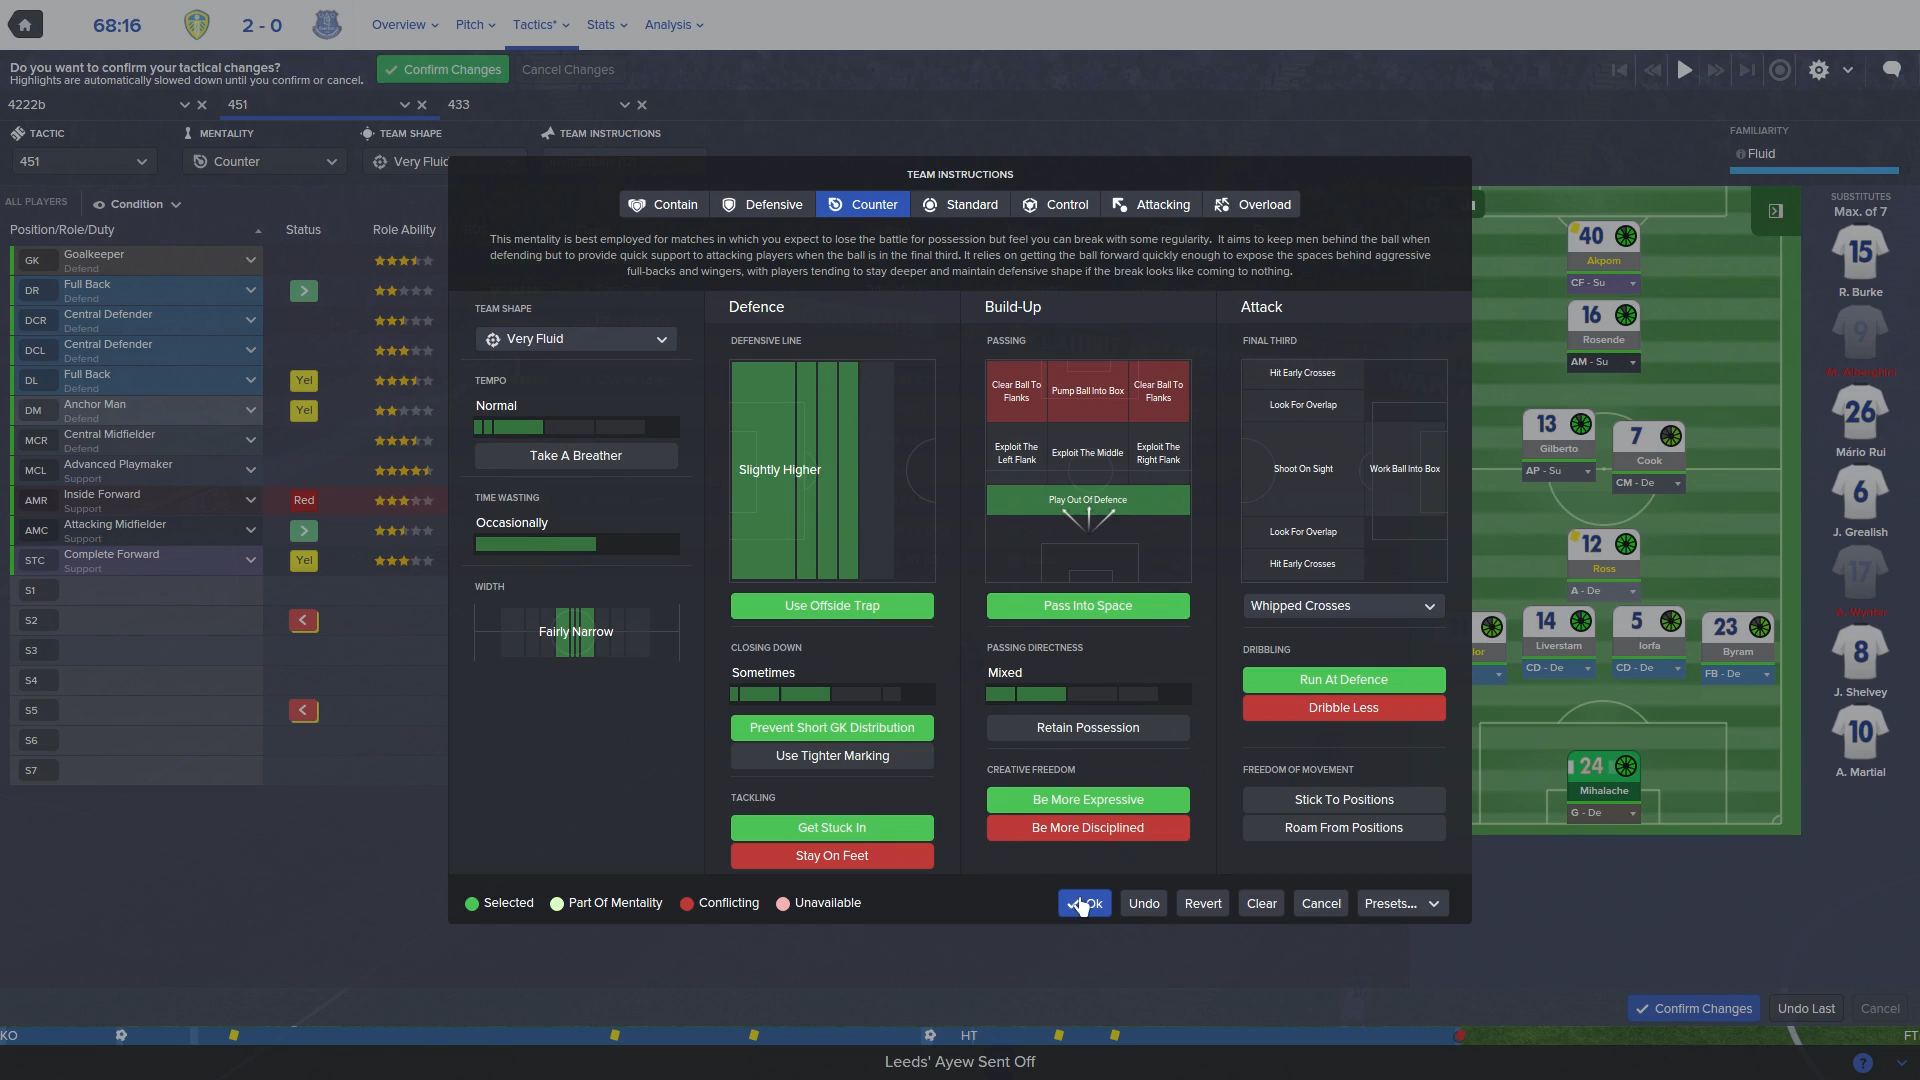 68:16
2 - 0
Overview
Pitch
Tactics*
Stats
Analysis
Do you want to confirm your tactical changes?
Highlights are automatically slowed down until you confirm or cancel.
Confirm Changes
Cancel Changes
4222b
451
433
TACTIC
MENTALITY
TEAM SHAPE
TEAM INSTRUCTIONS
FAMILIARITY
451
Counter
Very Fluid
Fluid
ALL PLAYERS
Condition
Position/Role/Duty
Status
Role Ability
GK
Goalkeeper
Defend
DR
Full Back
Defend
DCR
Central Defender
Defend
DCL
Central Defender
Defend
DL
Full Back
Defend
Yel
DM
Anchor Man
Defend
Yel
MCR
Central Midfielder
Defend
MCL
Advanced Playmaker
Support
AMR
Inside Forward
Support
Red
AMC
Attacking Midfielder
Support
STC
Complete Forward
Support
Yel
S1
S2
S3
S4
S5
S6
S7
TEAM INSTRUCTIONS
Contain
Defensive
Counter
Standard
Control
Attacking
Overload
This mentality is best employed for matches in which you expect to lose the battle for possession but feel you can break with some regularity. It aims to keep men behind the ball when
defending but to provide quick support to attacking players when the ball is in the final third. It relies on getting the ball forward quickly enough to expose the spaces behind aggressive
full-backs and wingers, with players tending to stay deeper and maintain defensive shape if the break looks like coming to nothing.
TEAM SHAPE
Very Fluid
TEMPO
Normal
Take A Breather
TIME WASTING
Occasionally
WIDTH
Fairly Narrow
Defence
DEFENSIVE LINE
Slightly Higher
Use Offside Trap
CLOSING DOWN
Sometimes
Prevent Short GK Distribution
Use Tighter Marking
TACKLING
Get Stuck In
Stay On Feet
Build-Up
PASSING
Clear Ball To
Flanks
Pump Ball Into Box
Clear Ball To
Flanks
Exploit The
Left Flank
Exploit The Middle
Exploit The
Right Flank
Play Out Of Defence
Pass Into Space
PASSING DIRECTNESS
Mixed
Retain Possession
CREATIVE FREEDOM
Be More Expressive
Be More Disciplined
Attack
FINAL THIRD
Hit Early Crosses
Look For Overlap
Shoot On Sight
Work Ball Into Box
Look For Overlap
Hit Early Crosses
Whipped Crosses
DRIBBLING
Run At Defence
Dribble Less
FREEDOM OF MOVEMENT
Stick To Positions
Roam From Positions
Selected
Part Of Mentality
Conflicting
Unavailable
Ok
Undo
Revert
Clear
Cancel
Presets...
40
Akpom
CF - Su
16
Rosende
AM - Su
13
Gilberto
AP - Su
7
Cook
CM - De
12
Ross
A - De
14
Liverstam
CD - De
5
Iorfa
CD - De
23
Byram
FB - De
24
Mihalache
G - De
SUBSTITUTES
Max. of 7
15
R. Burke
9
M. Alberghini
26
Mário Rui
6
J. Grealish
17
A. Wynter
8
J. Shelvey
10
A. Martial
Confirm Changes
Undo Last
Cancel
KO
HT
FT
Leeds' Ayew Sent Off
?